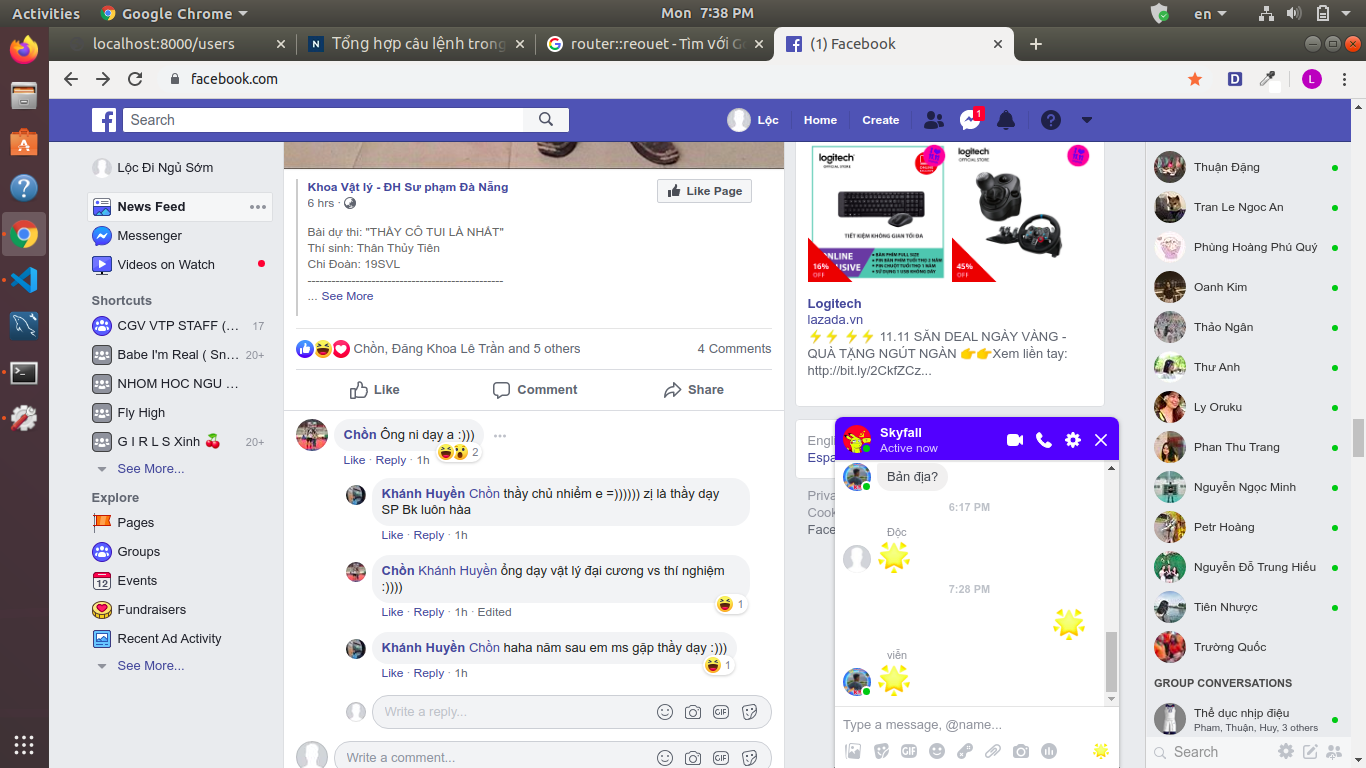 Activities
Google Chrome
Mon 7:38 PM
en
localhost:8000/users
Tổng hợp câu lệnh trong
router::reouet - Tìm với Go
(1) Facebook
facebook.com
L
Search
Lộc
Home
Create
1
Lộc Đi Ngủ Sớm
News Feed
Messenger
Videos on Watch
Shortcuts
CGV VTP STAFF (... 17
Babe I'm Real ( Sn... 20+
NHOM HOC NGU ...
Fly High
G I R L S Xinh 🍒 20+
See More...
Explore
Pages
Groups
12 Events
Fundraisers
Recent Ad Activity
See More...
Khoa Vật lý - ĐH Sư phạm Đà Nẵng
6 hrs ·
Like Page
Bài dự thi: "THẦY CÔ TUI LÀ NHẤT"
Thí sinh: Thân Thủy Tiên
Chi Đoàn: 19SVL
--------------------------------------------------
... See More
Chồn, Đăng Khoa Lê Trần and 5 others
4 Comments
Like
Comment
Share
Chồn Ông ni dạy a :)))
😆😮 2
Like · Reply · 1h
Khánh Huyền Chồn thầy chủ nhiệm e =)))))) zị là thầy dạy
SP Bk luôn hàa
Like · Reply · 1h
Chồn Khánh Huyền ổng dạy vật lý đại cương vs thí nghiệm
:))))
😆 1
Like · Reply · 1h · Edited
Khánh Huyền Chồn haha năm sau em ms gặp thầy dạy :)))
😆 1
Like · Reply · 1h
Write a reply...
GIF
Write a comment...
GIF
logitech
OFFICIAL STORE
TIẾT KIỆM KHÔNG GIAN TỐI ĐA
16%
OFF
logitech
OFFICIAL STORE
45%
OFF
Logitech
lazada.vn
⚡⚡ ⚡⚡ 11.11 SĂN DEAL NGÀY VÀNG -
QUÀ TẶNG NGÚT NGÀN 👉👉Xem liền tay:
http://bit.ly/2CkfZCz...
Skyfall
Active now
Bản địa?
6:17 PM
Độc
7:28 PM
viễn
Type a message, @name...
GIF
Thuận Đặng
Tran Le Ngoc An
Phùng Hoàng Phú Quý
Oanh Kim
Thảo Ngân
Thư Anh
Ly Oruku
Phan Thu Trang
Nguyễn Ngọc Minh
Petr Hoàng
Nguyễn Đỗ Trung Hiếu
Tiên Nhược
Trường Quốc
GROUP CONVERSATIONS
Thể dục nhịp điệu
Pham, Thuận, Huy, 3 others
Search